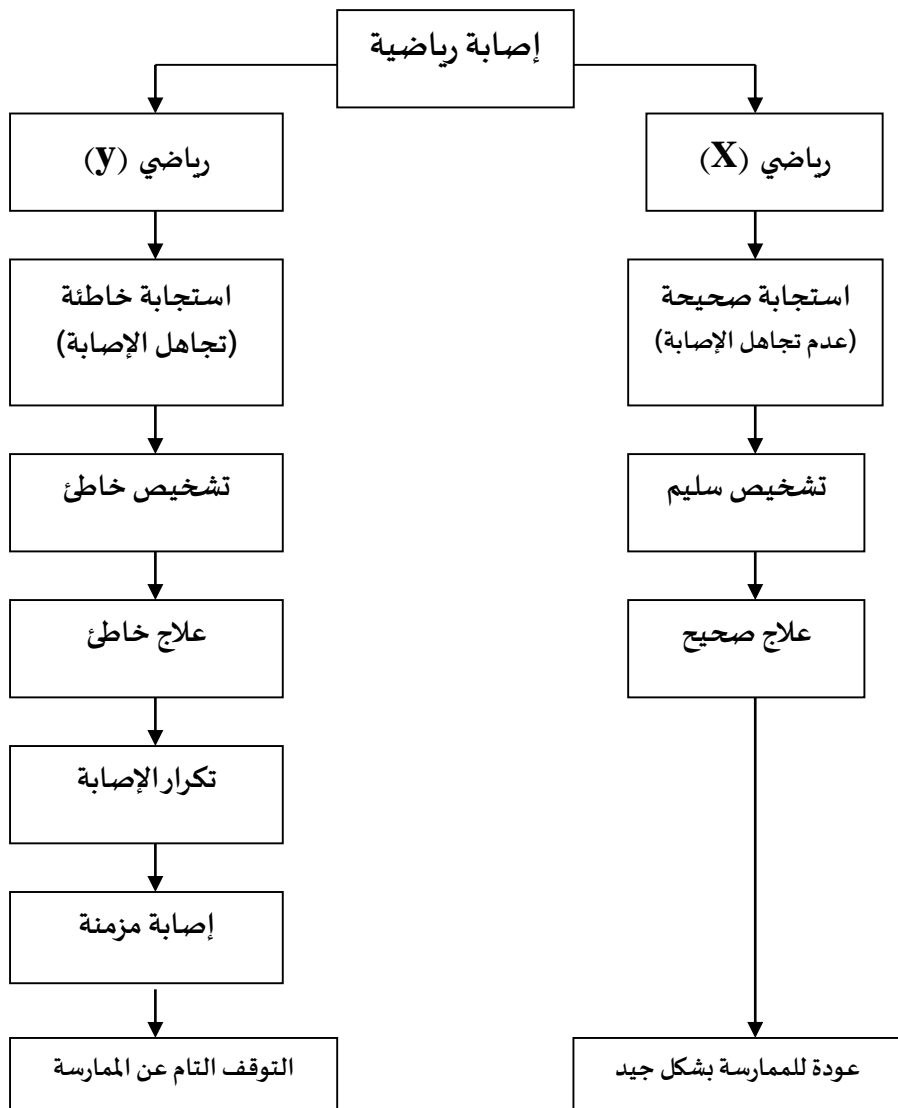 إصابة رياضية
رياضي (X)
رياضي (y)
استجابة صحيحة
(عدم تجاهل الإصابة)
استجابة خاطئة
(تجاهل الإصابة)
تشخيص سليم
تشخيص خاطئ
علاج صحيح
علاج خاطئ
تكرار الإصابة
إصابة مزمنة
عودة للممارسة بشكل جيد
التوقف التام عن الممارسة